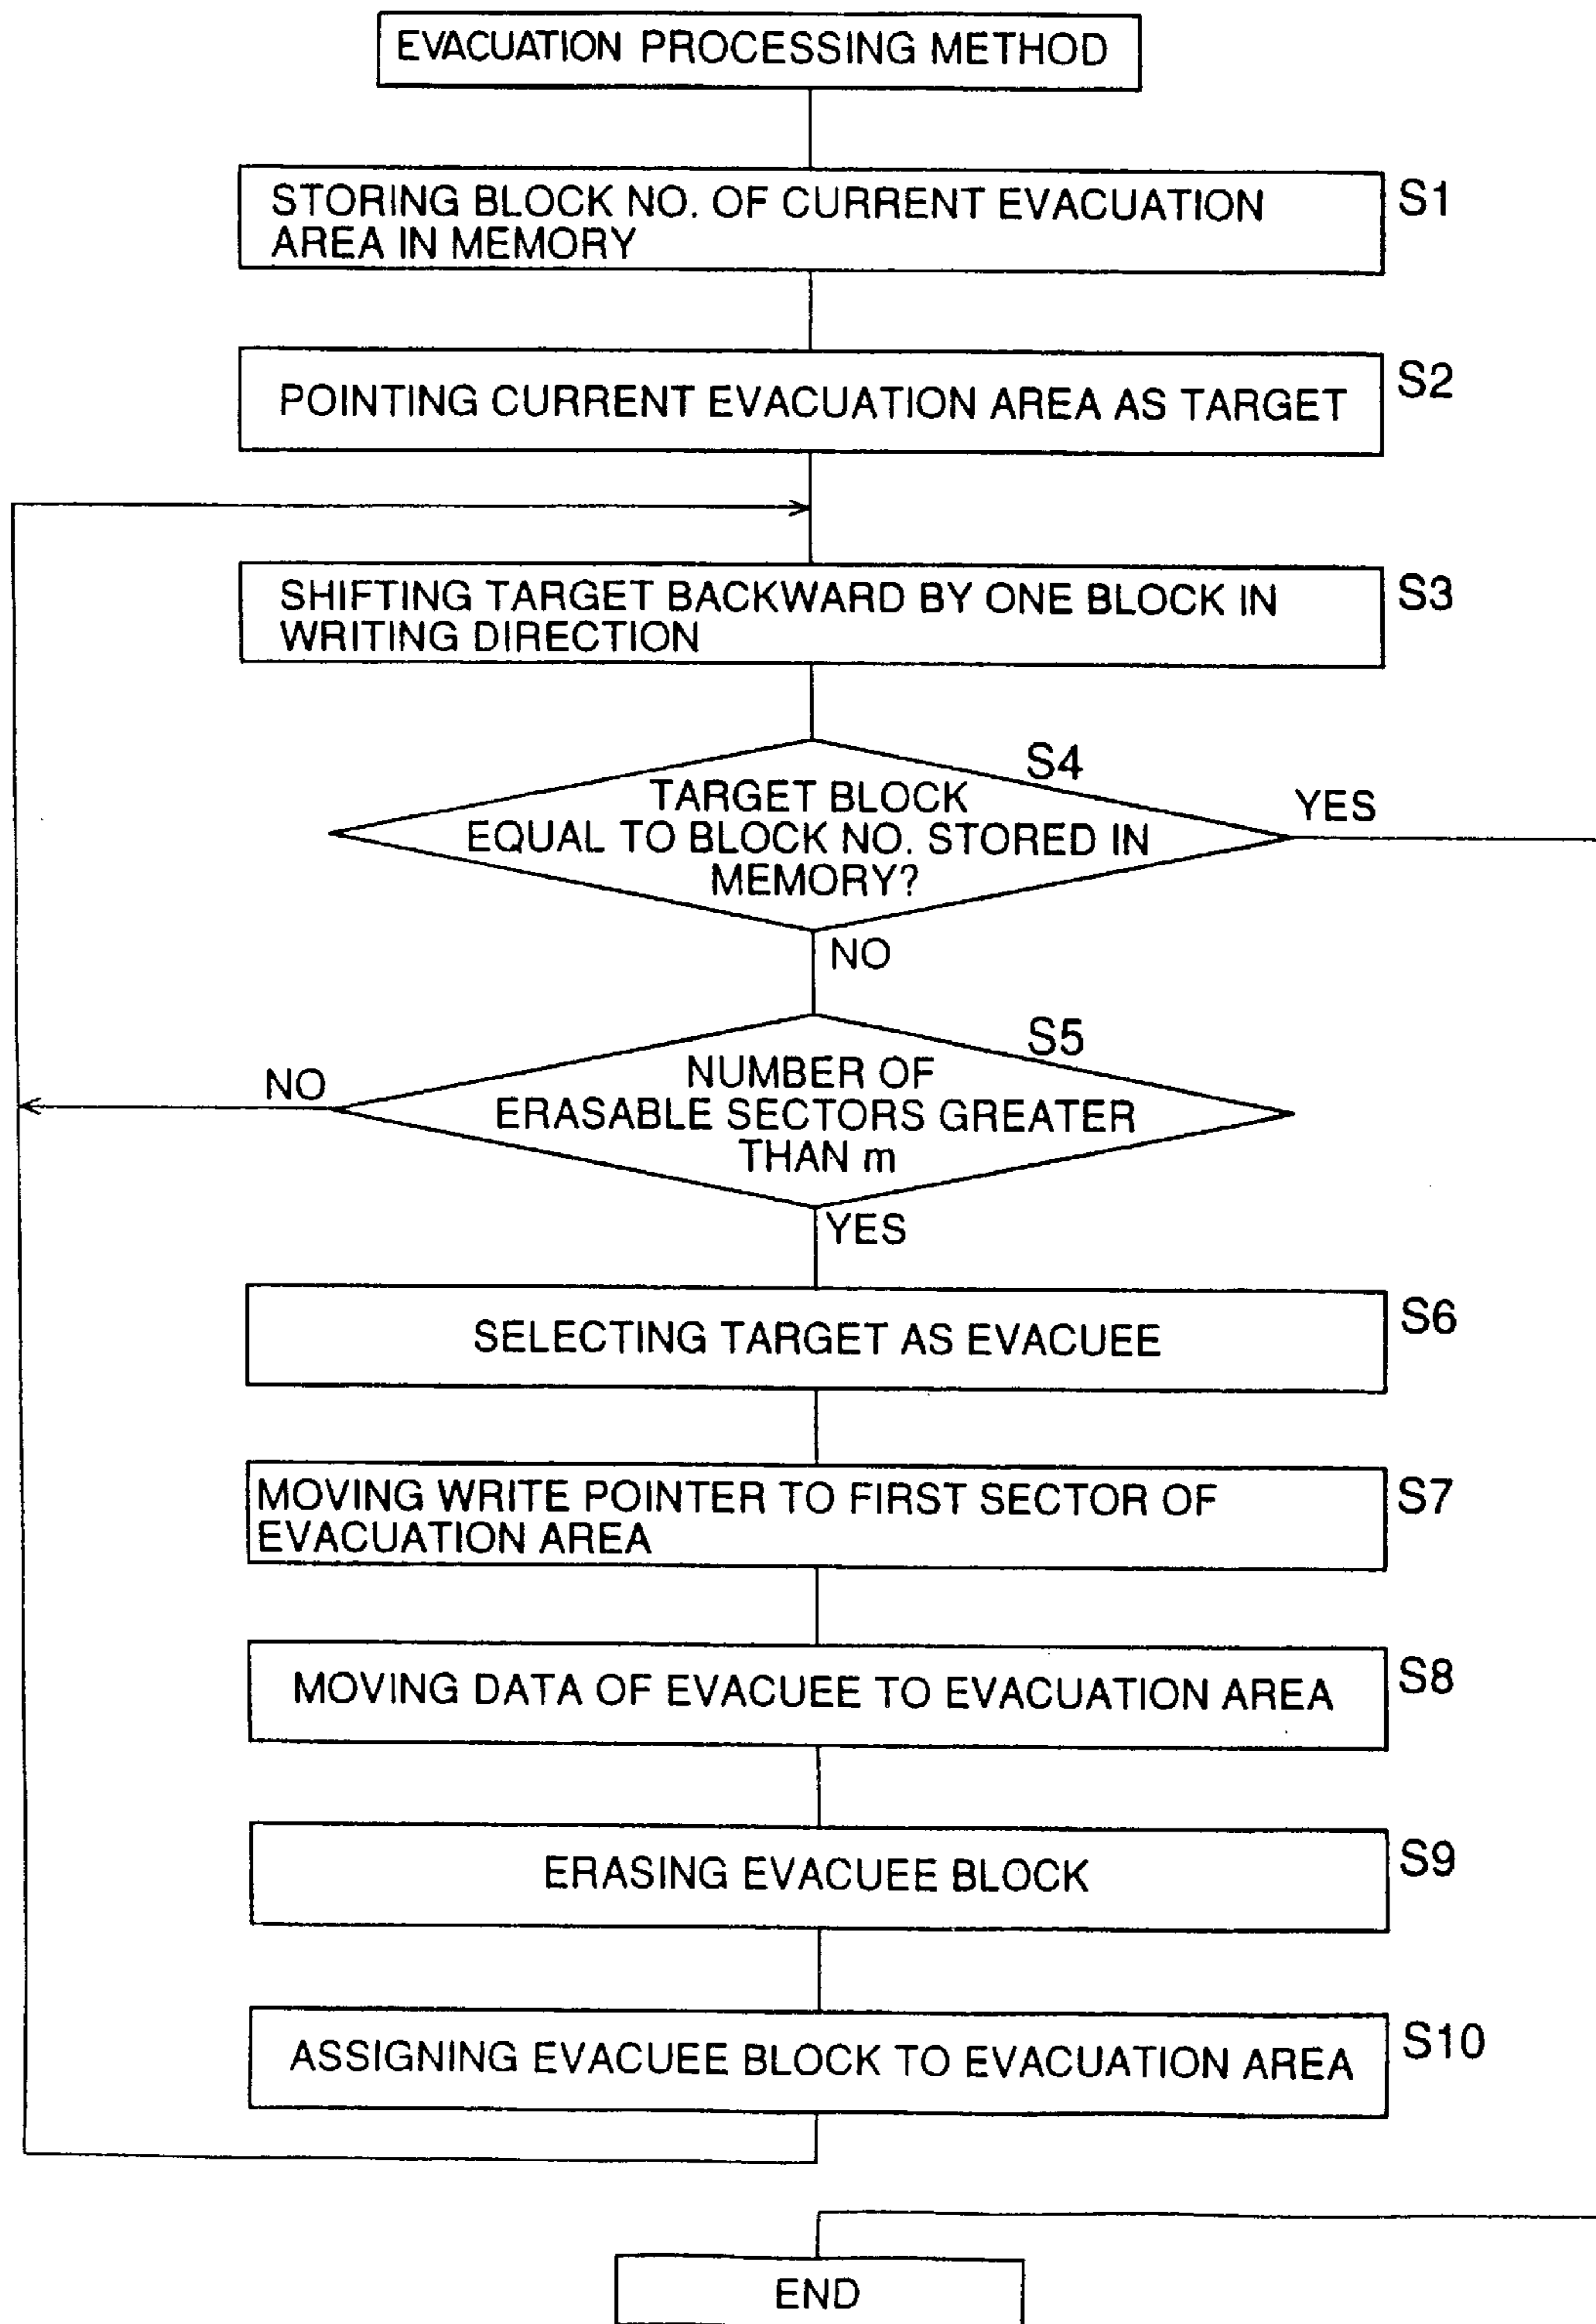 EVACUATION PROCESSING METHOD
STORING BLOCK NO. OF CURRENT EVACUATION
AREA IN MEMORY
S1
POINTING CURRENT EVACUATION AREA AS TARGET
S2
SHIFTING TARGET BACKWARD BY ONE BLOCK IN
WRITING DIRECTION
S3
S4
TARGET BLOCK
EQUAL TO BLOCK NO. STORED IN
MEMORY?
YES
NO
S5
NUMBER OF
ERASABLE SECTORS GREATER
THAN m
NO
YES
SELECTING TARGET AS EVACUEE
S6
MOVING WRITE POINTER TO FIRST SECTOR OF
EVACUATION AREA
S7
MOVING DATA OF EVACUEE TO EVACUATION AREA
S8
ERASING EVACUEE BLOCK
S9
ASSIGNING EVACUEE BLOCK TO EVACUATION AREA
S10
END